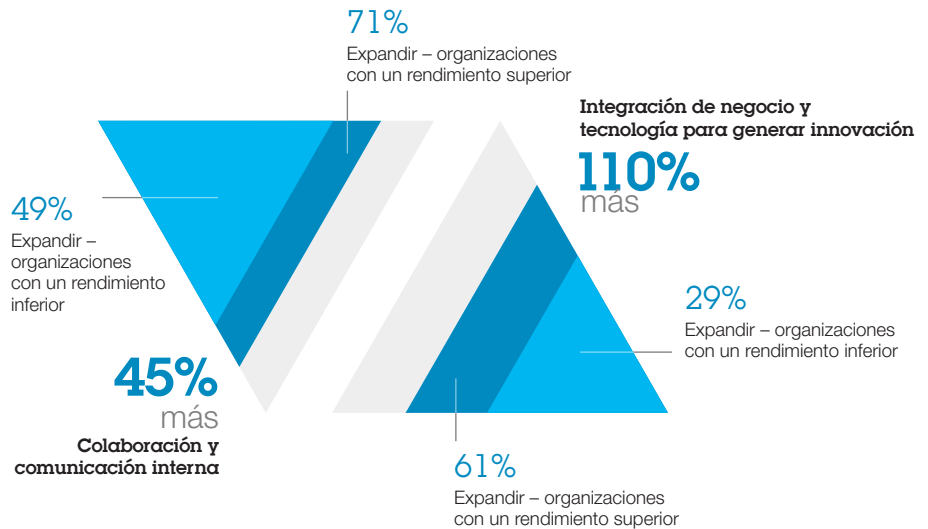 71%
Expandir – organizaciones
con un rendimiento superior
49%
Expandir –
organizaciones
con un rendimiento
inferior
45%
más
Colaboración y
comunicación interna
Integración de negocio y
tecnología para generar innovación
110%
más
29%
Expandir – organizaciones
con un rendimiento inferior
61%
Expandir – organizaciones
con un rendimiento superior